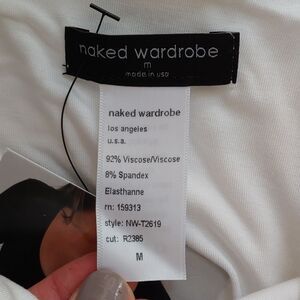 naked wardrobe
m
made in usa
naked wardrobe
los angeles
u.s.a.
92% Viscose/Viscose
8% Spandex
Elasthanne
rn: 159313
style: NW-T2619
cut: R2385
M